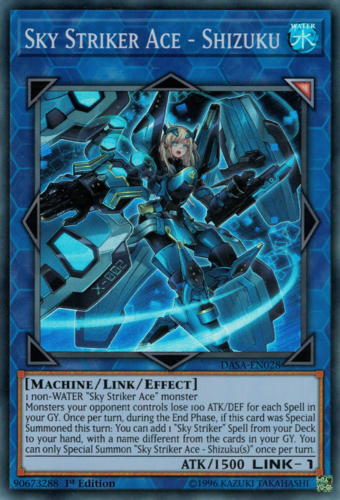 Sky Striker Ace - Shizuku
WATER
水
X-002
DASA-EN028
[Machine/Link/Effect]
1 non-WATER "Sky Striker Ace" monster
Monsters your opponent controls lose 100 ATK/DEF for each Spell in
your GY. Once per turn, during the End Phase, if this card was Special
Summoned this turn: You can add 1 "Sky Striker" Spell from your Deck
to your hand, with a name different from the cards in your GY. You
can only Special Summon "Sky Striker Ace - Shizuku(s)" once per turn.
ATK/1500 LINK-1
90673288 1st Edition ©1996 KAZUKI TAKAHASHI